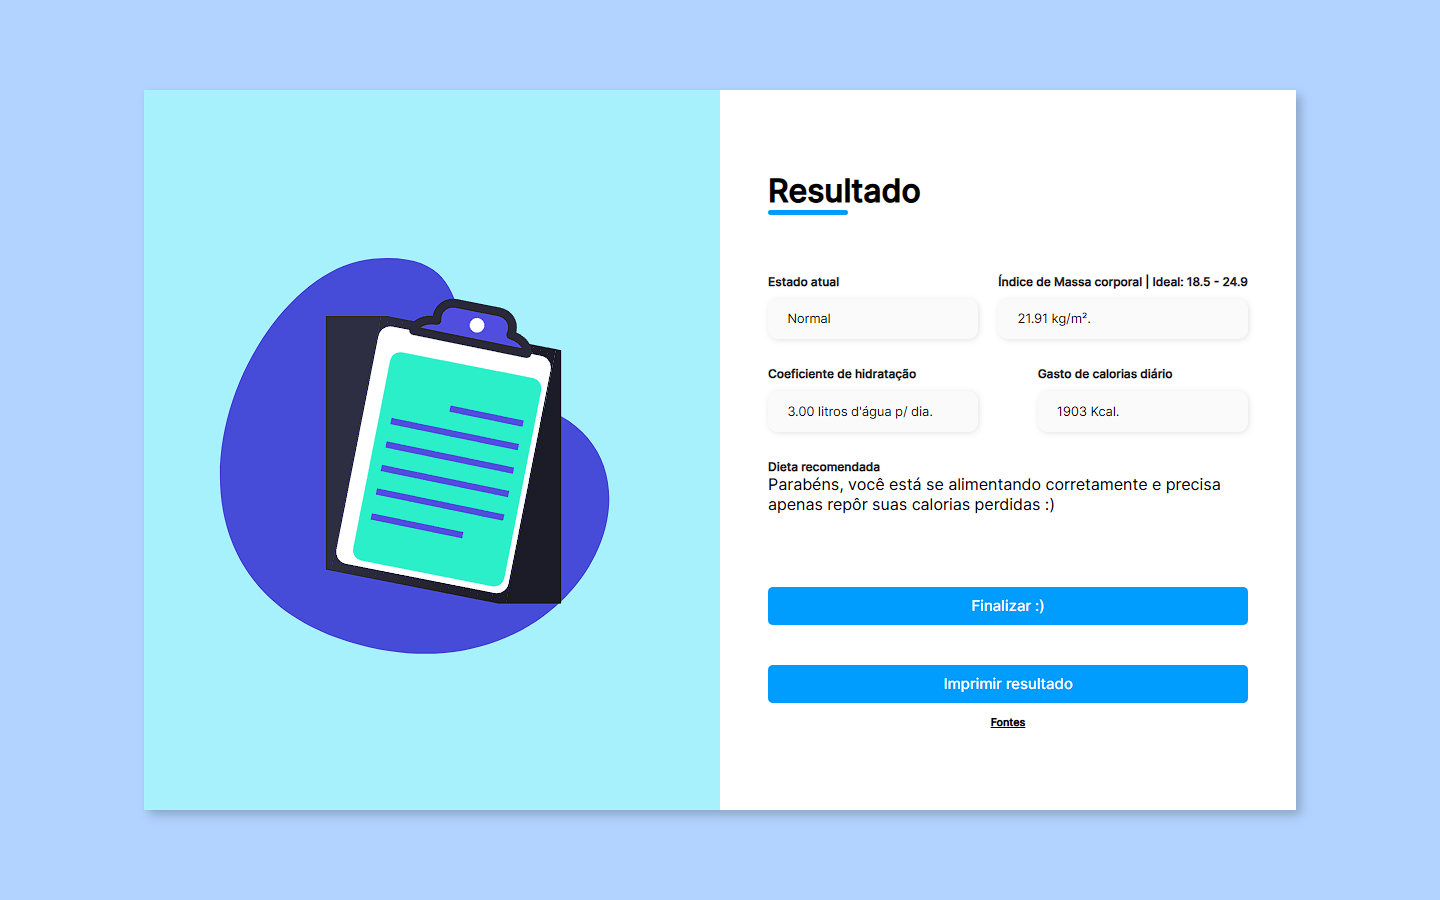 Resultado
Estado atual
Índice de Massa corporal | Ideal: 18.5 - 24.9
Normal
21.91 kg/m².
Coeficiente de hidratação
Gasto de calorias diário
3.00 litros d'água p/ dia.
1903 Kcal.
Dieta recomendada
Parabéns, você está se alimentando corretamente e precisa
apenas repôr suas calorias perdidas :)
Finalizar :)
Imprimir resultado
Fontes